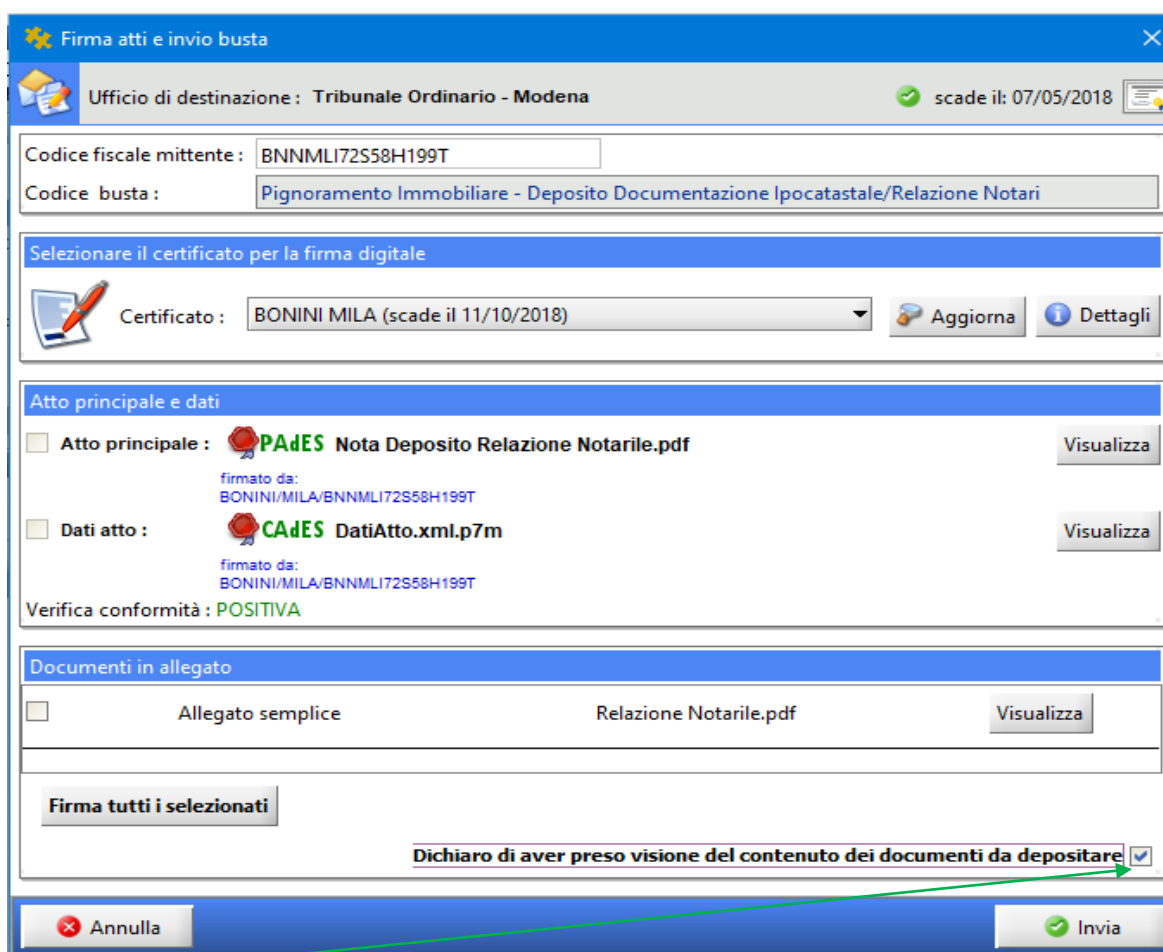 Firma atti e invio busta
Ufficio di destinazione : Tribunale Ordinario - Modena scade il: 07/05/2018
Codice fiscale mittente : BNNMLI72S58H199T
Codice busta : Pignoramento Immobiliare - Deposito Documentazione Ipocatastale/Relazione Notari
Selezionare il certificato per la firma digitale
Certificato : BONINI MILA (scade il 11/10/2018) Aggiorna Dettagli
Atto principale e dati
Atto principale : PAdES Nota Deposito Relazione Notarile.pdf Visualizza
firmato da:
BONINI/MILA/BNNMLI72S58H199T
Dati atto : CAdES DatiAtto.xml.p7m Visualizza
firmato da:
BONINI/MILA/BNNMLI72S58H199T
Verifica conformità : POSITIVA
Documenti in allegato
Allegato semplice Relazione Notarile.pdf Visualizza
Firma tutti i selezionati
Dichiaro di aver preso visione del contenuto dei documenti da depositare
Annulla Invia